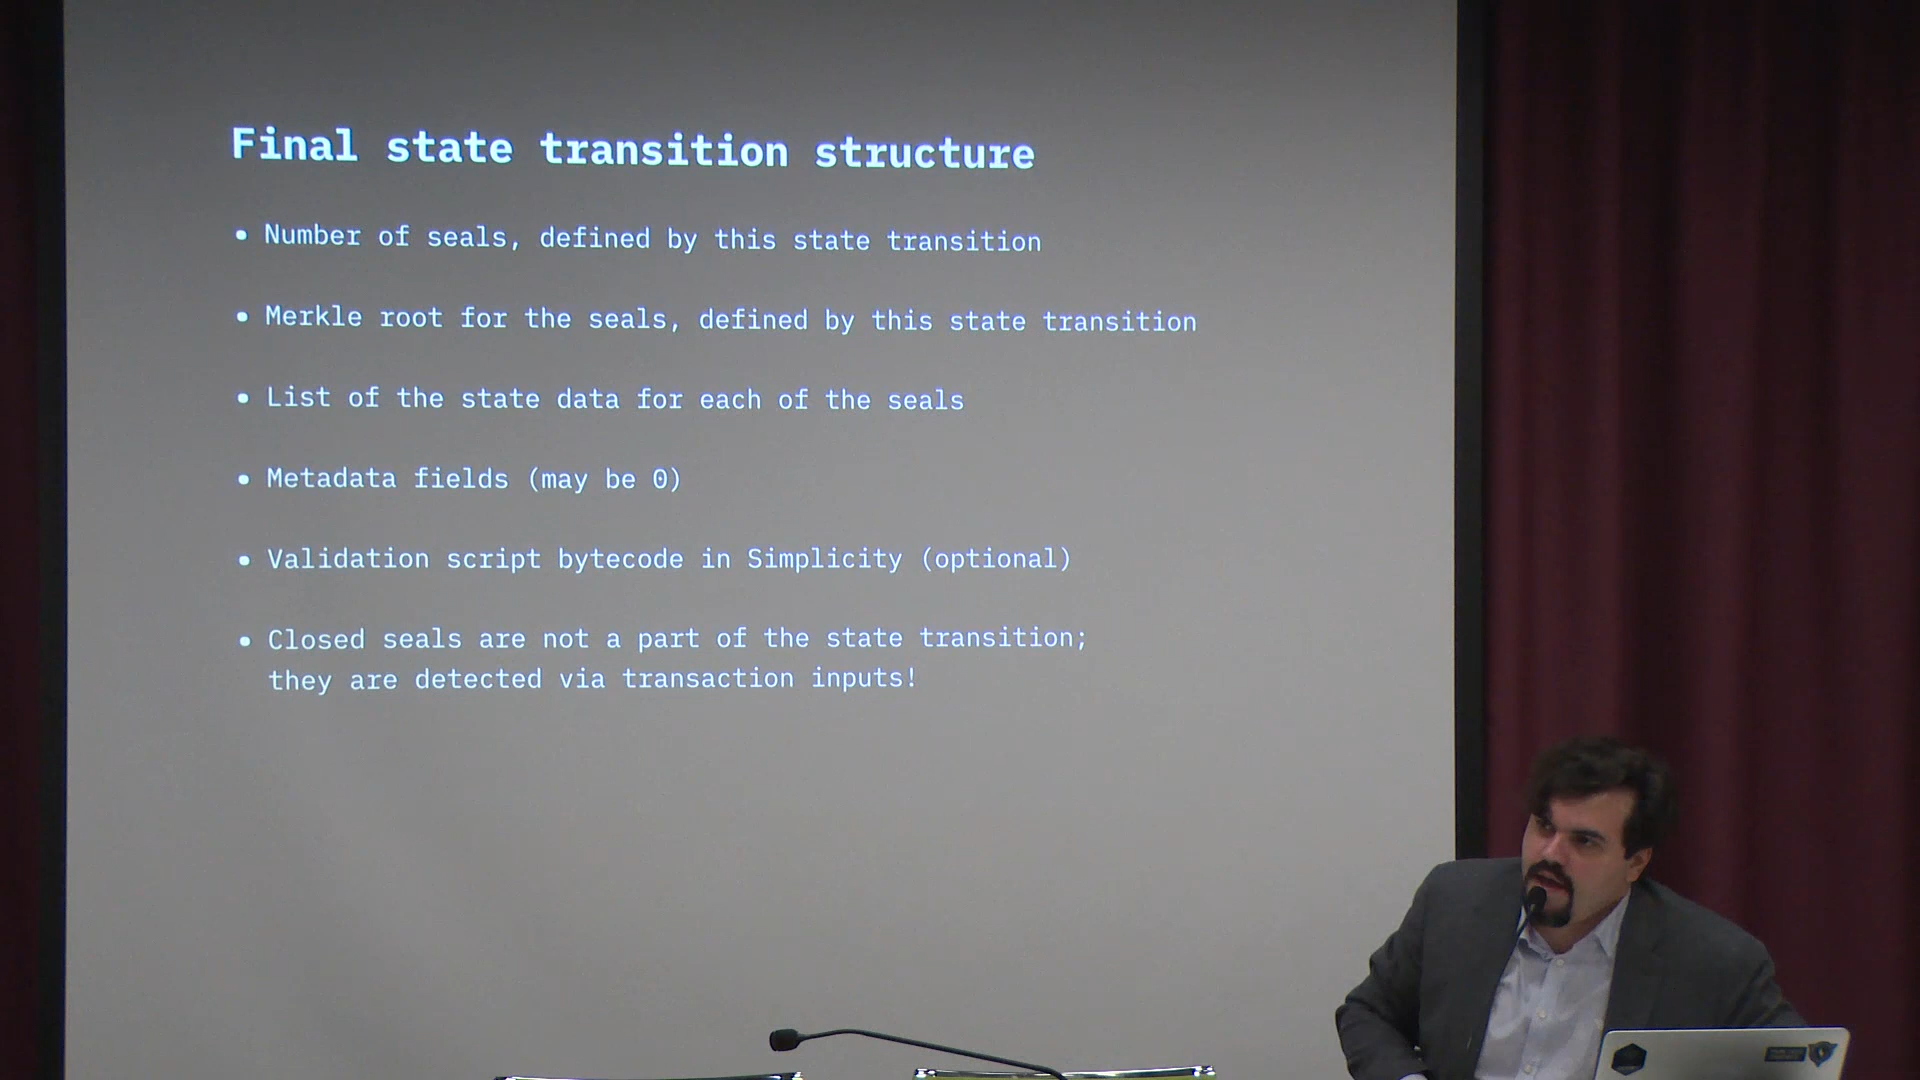 Final state transition structure
• Number of seals, defined by this state transition
• Merkle root for the seals, defined by this state transition
• List of the state data for each of the seals
• Metadata fields (may be 0)
• Validation script bytecode in Simplicity (optional)
• Closed seals are not a part of the state transition;
they are detected via transaction inputs!